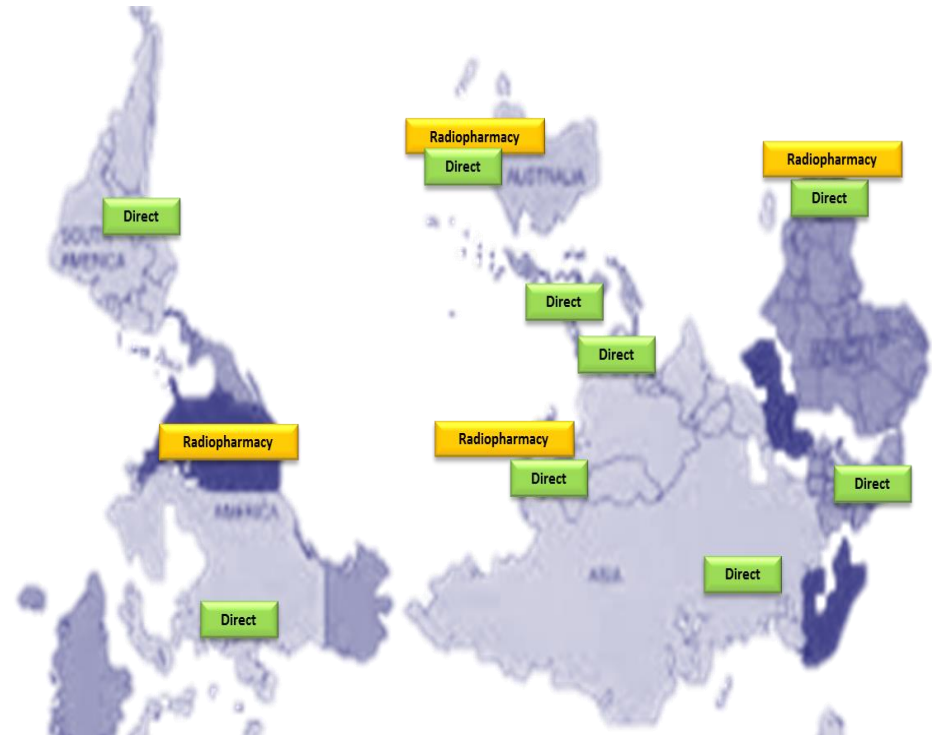 Radiopharmacy
Direct
AUSTRALIA
Radiopharmacy
Direct
Direct
SOUTH
AMERICA
Direct
Direct
Radiopharmacy
AMERICA
Radiopharmacy
Direct
Direct
ASIA
Direct
Direct